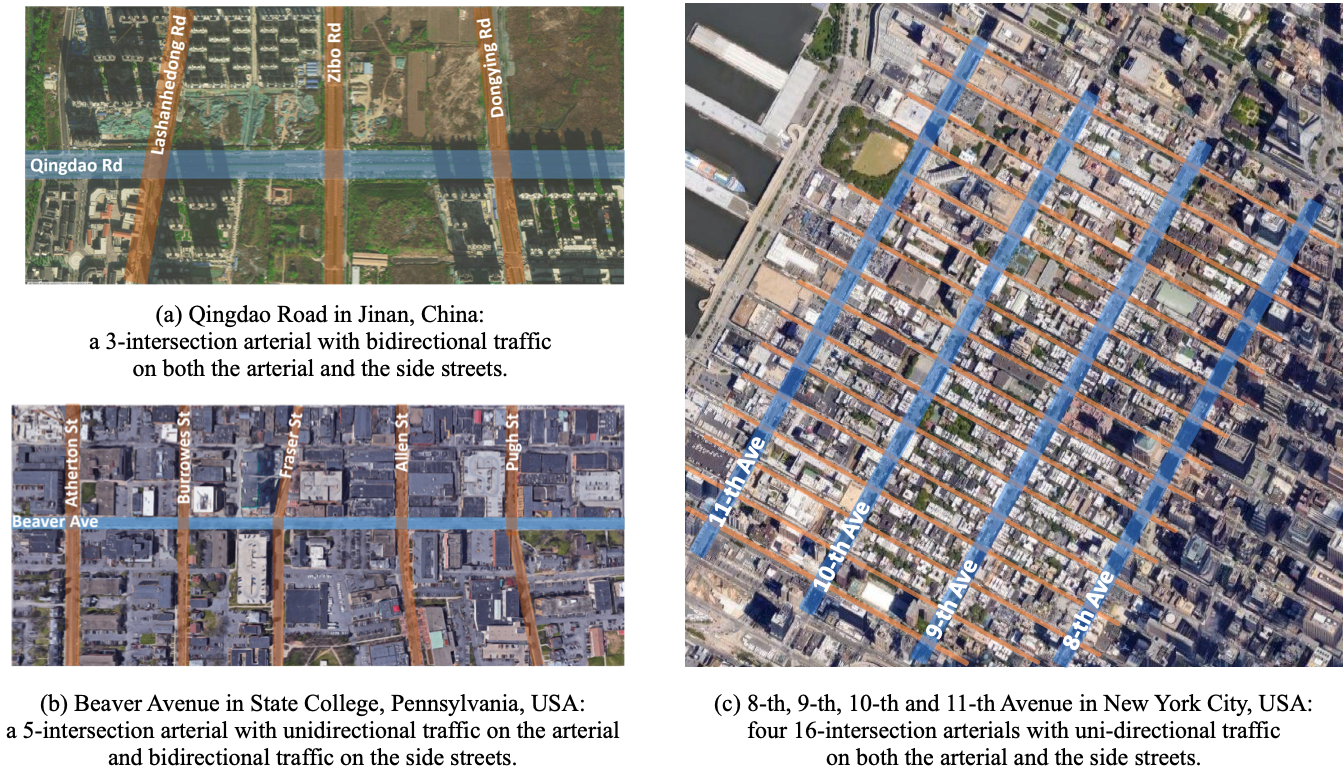 Lashanhedong Rd
Zibo Rd
Dongying Rd
Qingdao Rd
(a) Qingdao Road in Jinan, China:
a 3-intersection arterial with bidirectional traffic
on both the arterial and the side streets.
Atherton St
Burrowes St
Fraser St
Allen St
Pugh St
Beaver Ave
(b) Beaver Avenue in State College, Pennsylvania, USA:
a 5-intersection arterial with unidirectional traffic on the arterial
and bidirectional traffic on the side streets.
11-th Ave
10-th Ave
9-th Ave
8-th Ave
(c) 8-th, 9-th, 10-th and 11-th Avenue in New York City, USA:
four 16-intersection arterials with uni-directional traffic
on both the arterial and the side streets.